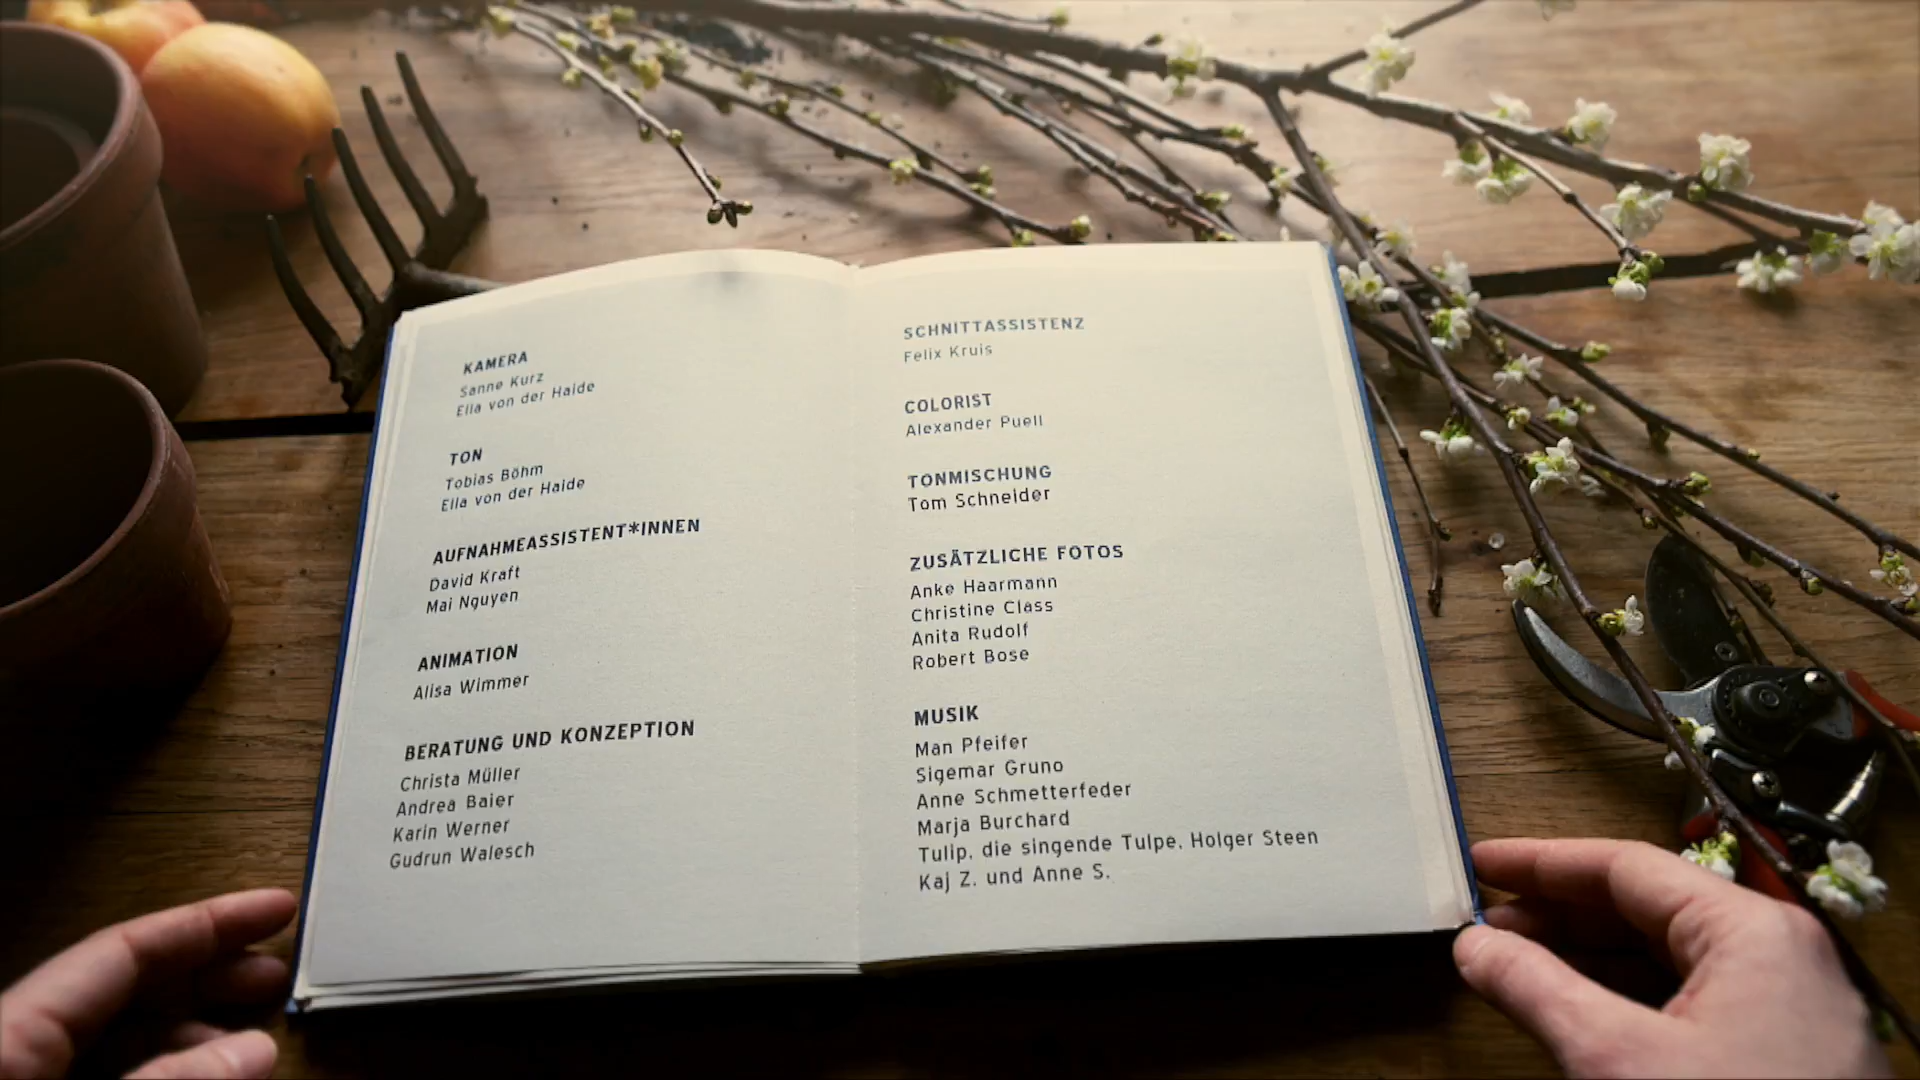 KAMERA
Sanne Kurz
Ella von der Haide
TON
Tobias Böhm
Ella von der Haide
AUFNAHMEASSISTENT*INNEN
David Kraft
Mai Nguyen
ANIMATION
Alisa Wimmer
BERATUNG UND KONZEPTION
Christa Müller
Andrea Baier
Karin Werner
Gudrun Walesch
SCHNITTASSISTENZ
Felix Kruis
COLORIST
Alexander Puell
TONMISCHUNG
Tom Schneider
ZUSÄTZLICHE FOTOS
Anke Haarmann
Christine Class
Anita Rudolf
Robert Bose
MUSIK
Man Pfeifer
Sigemar Gruno
Anne Schmetterfeder
Marja Burchard
Tulip, die singende Tulpe, Holger Steen
Kaj Z. und Anne S.